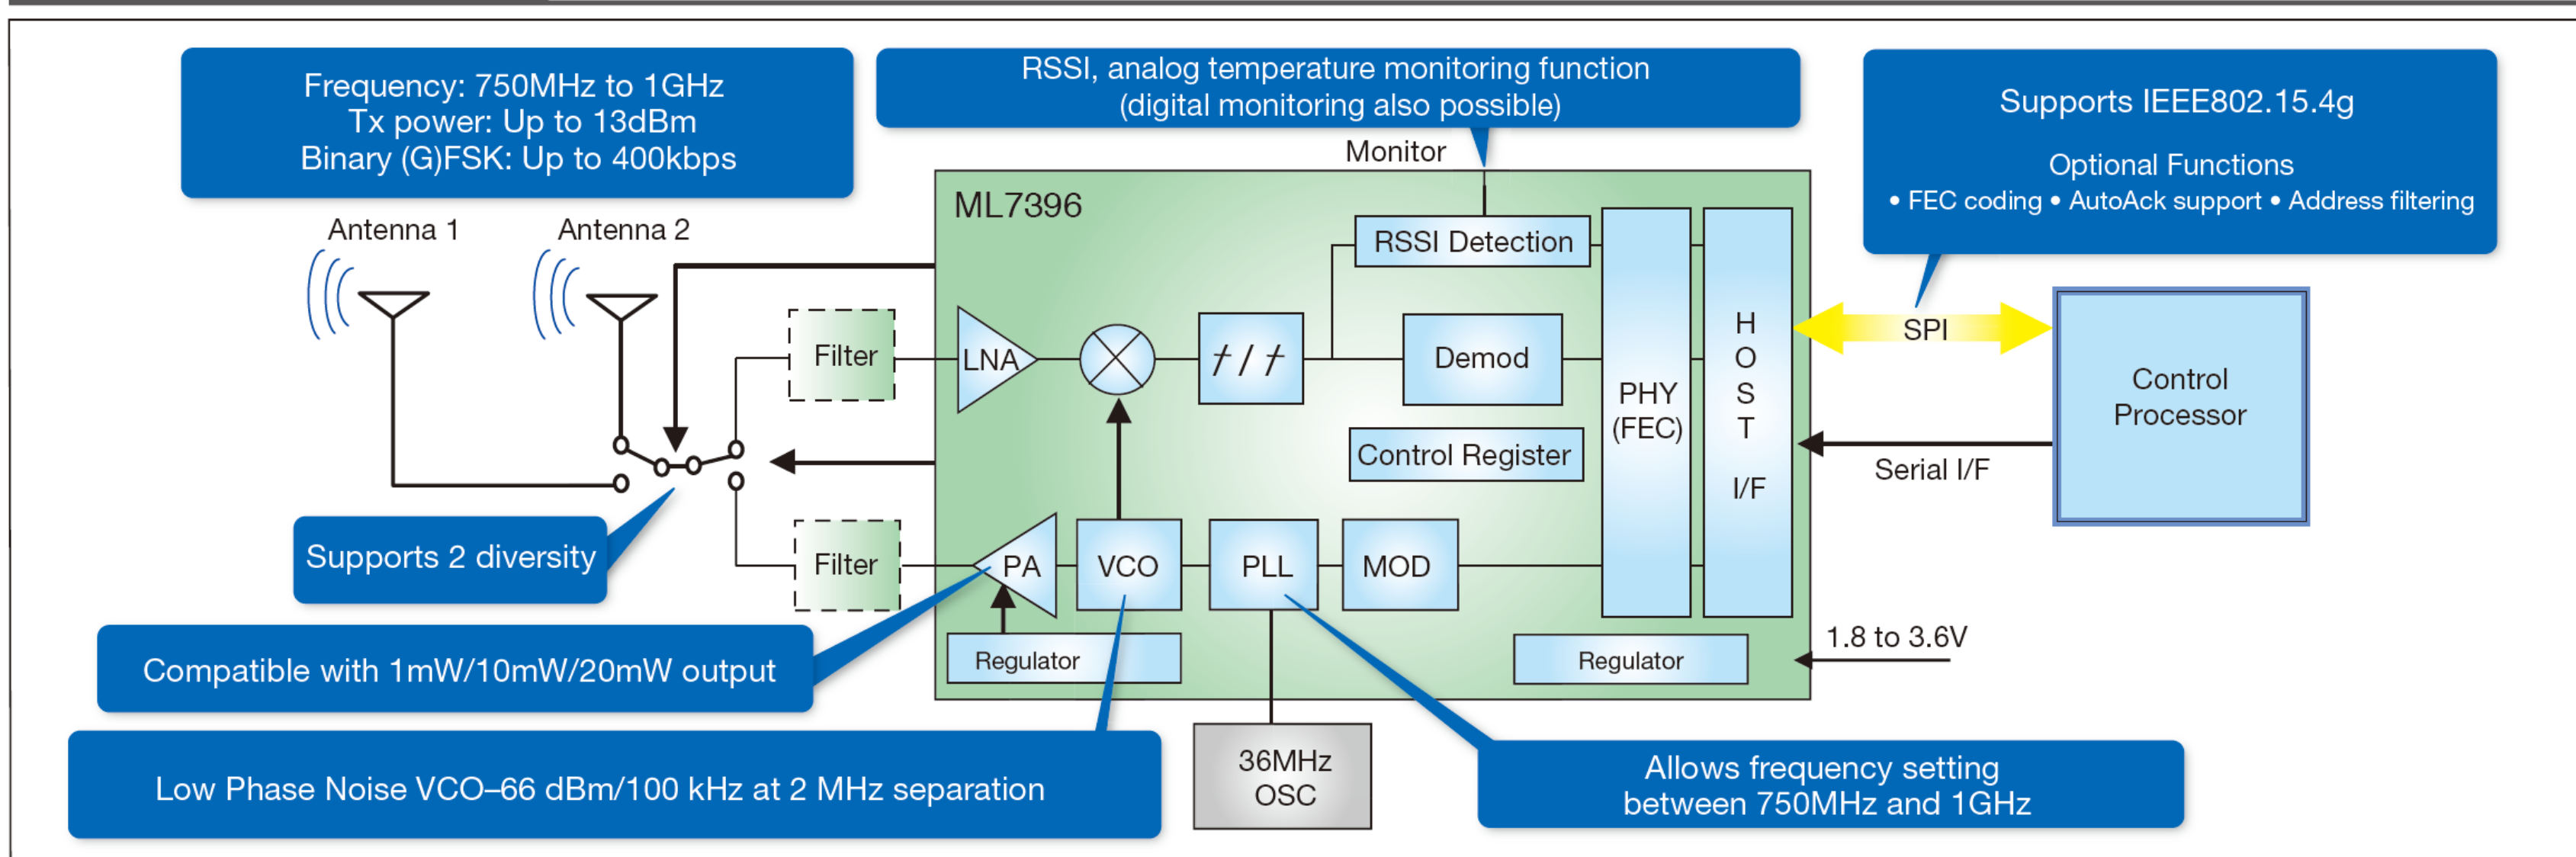 Frequency: 750MHz to 1GHz
Tx power: Up to 13dBm
Binary (G)FSK: Up to 400kbps
RSSI, analog temperature monitoring function
(digital monitoring also possible)
Supports IEEE802.15.4g
Optional Functions
• FEC coding • AutoAck support • Address filtering
Monitor
ML7396
Antenna 1
Antenna 2
RSSI Detection
Filter
LNA
Demod
PHY
(FEC)
H
O
S
T
I/F
SPI
Control
Processor
Control Register
Serial I/F
Supports 2 diversity
Filter
PA
VCO
PLL
MOD
Regulator
Regulator
1.8 to 3.6V
Compatible with 1mW/10mW/20mW output
36MHz
OSC
Low Phase Noise VCO–66 dBm/100 kHz at 2 MHz separation
Allows frequency setting
between 750MHz and 1GHz